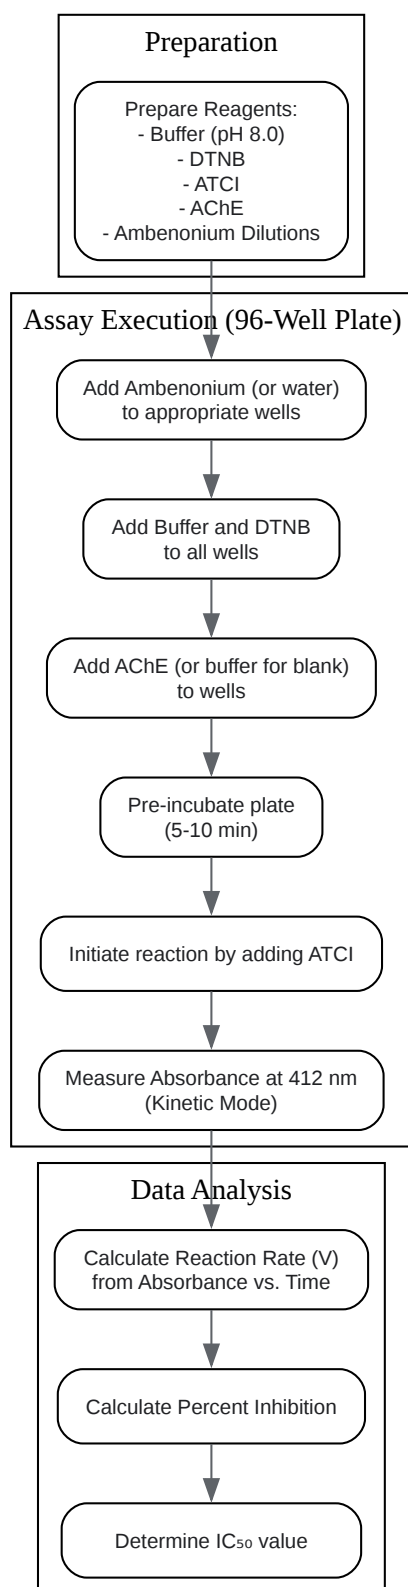 Preparation
Prepare Reagents:
- Buffer (pH 8.0)
- DTNB
- ATCI
- AChE
- Ambenonium Dilutions
Assay Execution (96-Well Plate)
Add Ambenonium (or water)
to appropriate wells
Add Buffer and DTNB
to all wells
Add AChE (or buffer for blank)
to wells
Pre-incubate plate
(5-10 min)
Initiate reaction by adding ATCI
Measure Absorbance at 412 nm
(Kinetic Mode)
Data Analysis
Calculate Reaction Rate (V)
from Absorbance vs. Time
Calculate Percent Inhibition
Determine IC₅₀ value